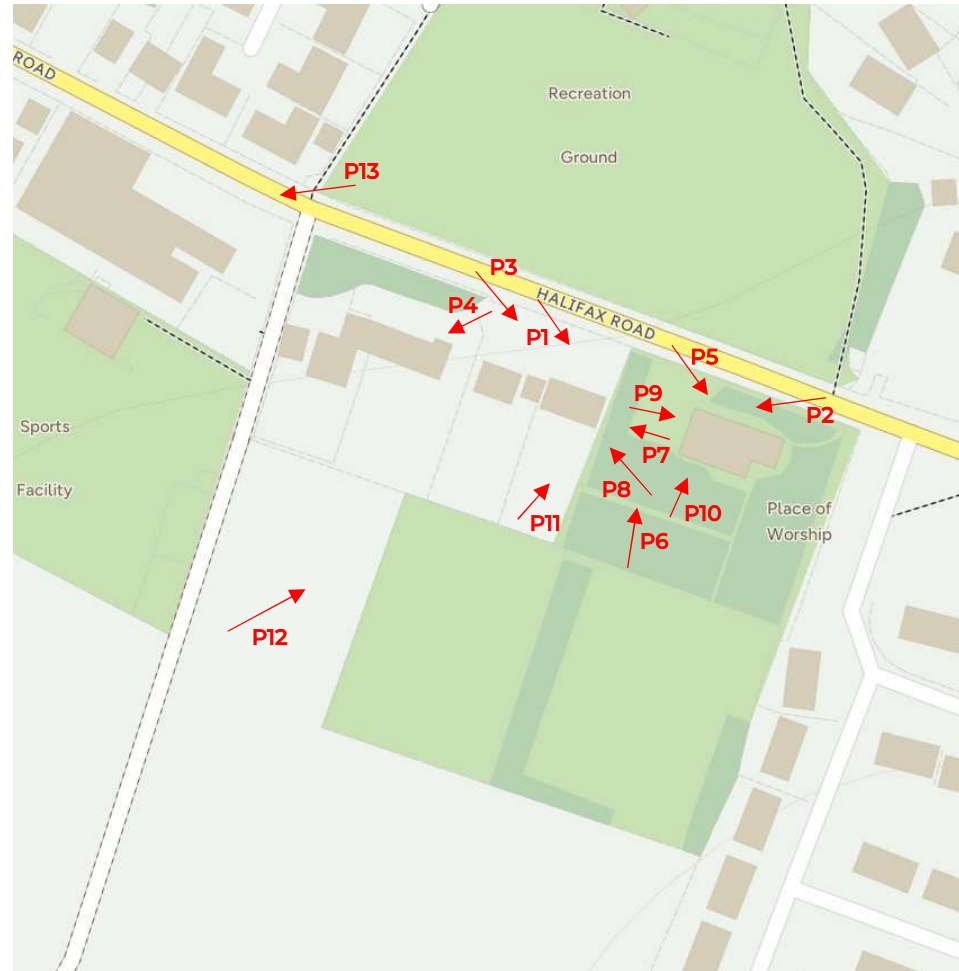 ROAD
Recreation
Ground
P13
P3
HALIFAX ROAD
P4
P1
P5
P9
P2
Sports
Facility
P7
P8
P10
Place of
Worship
P11
P6
P12